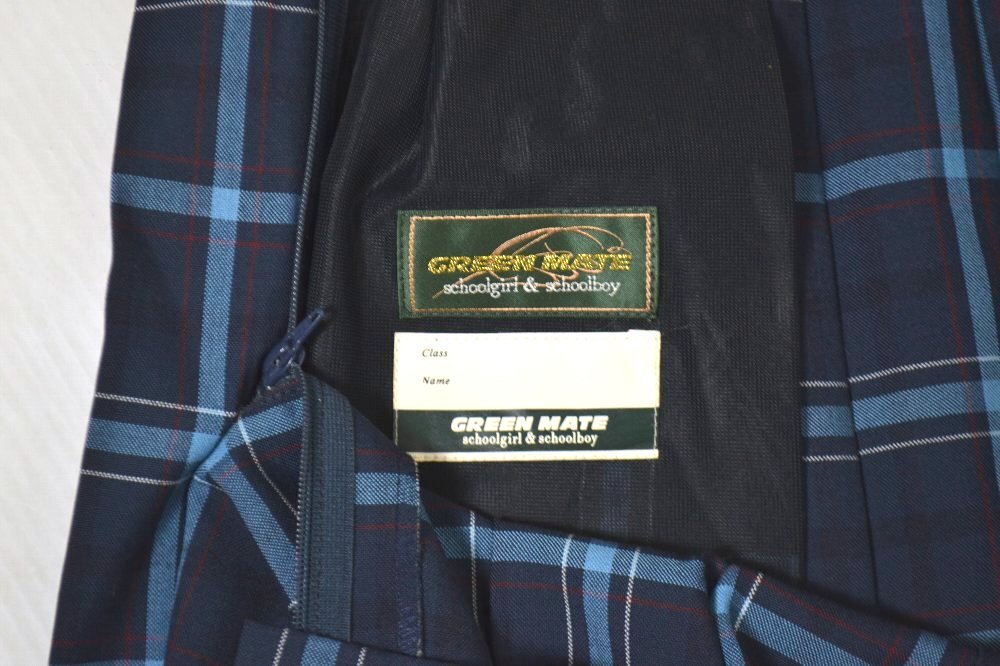 GREEN MATE
schoolgirl & schoolboy
Class
Name
GREEN MATE
schoolgirl & schoolboy